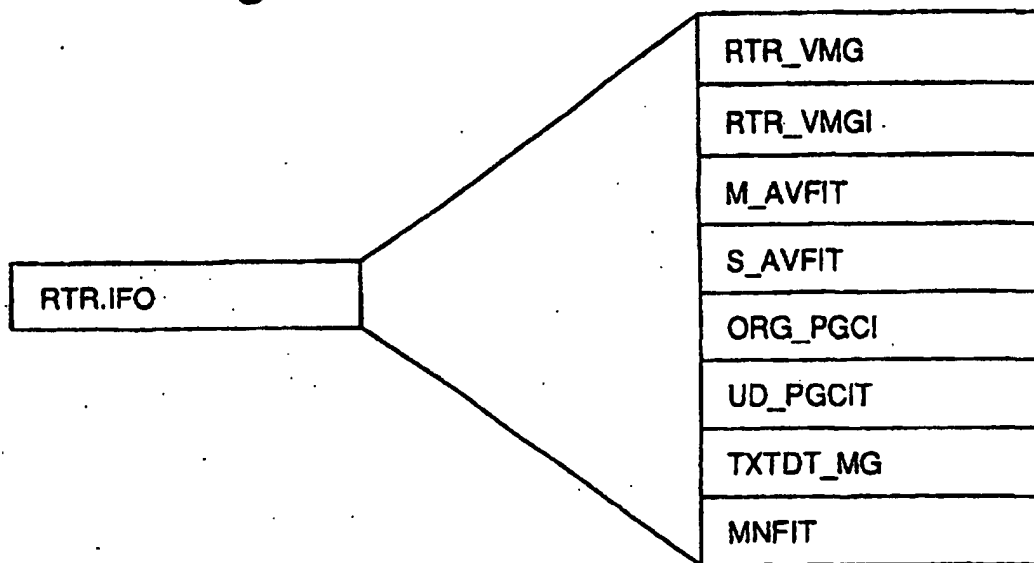 RTR.IFO
RTR_VMG
RTR_VMGI
M_AVFIT
S_AVFIT
ORG_PGCI
UD_PGCIT
TXTDT_MG
MNFIT